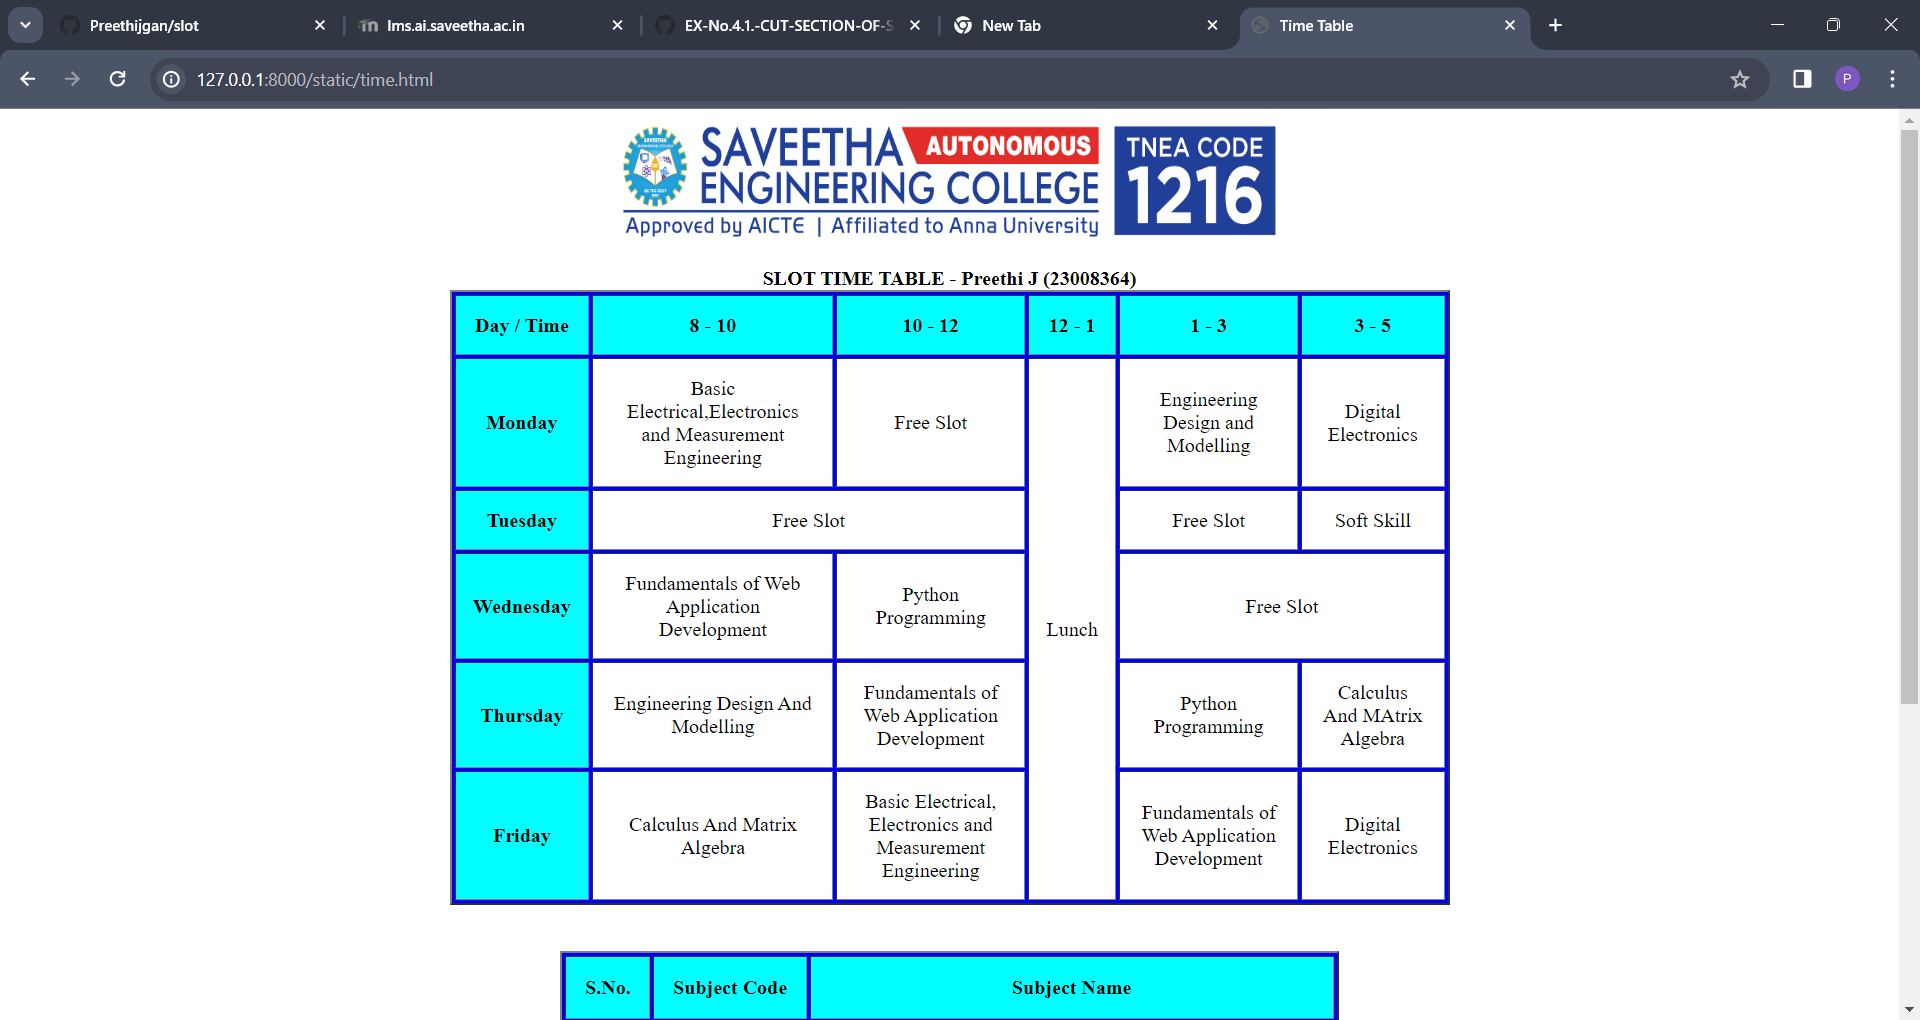 Preethijgan/slot
lms.ai.saveetha.ac.in
EX-No.4.1.-CUT-SECTION-OF-S
New Tab
Time Table
127.0.0.1:8000/static/time.html
P
SAVEETHA AUTONOMOUS
ENGINEERING COLLEGE
Approved by AICTE | Affiliated to Anna University
TNEA CODE
1216
SLOT TIME TABLE - Preethi J (23008364)
Day / Time
8 - 10
10 - 12
12 - 1
1 - 3
3 - 5
Monday
Basic
Electrical,Electronics
and Measurement
Engineering
Free Slot
Lunch
Engineering
Design and
Modelling
Digital
Electronics
Tuesday
Free Slot
Free Slot
Soft Skill
Wednesday
Fundamentals of Web
Application
Development
Python
Programming
Free Slot
Thursday
Engineering Design And
Modelling
Fundamentals of
Web Application
Development
Python
Programming
Calculus
And MAtrix
Algebra
Friday
Calculus And Matrix
Algebra
Basic Electrical,
Electronics and
Measurement
Engineering
Fundamentals of
Web Application
Development
Digital
Electronics
S.No.
Subject Code
Subject Name